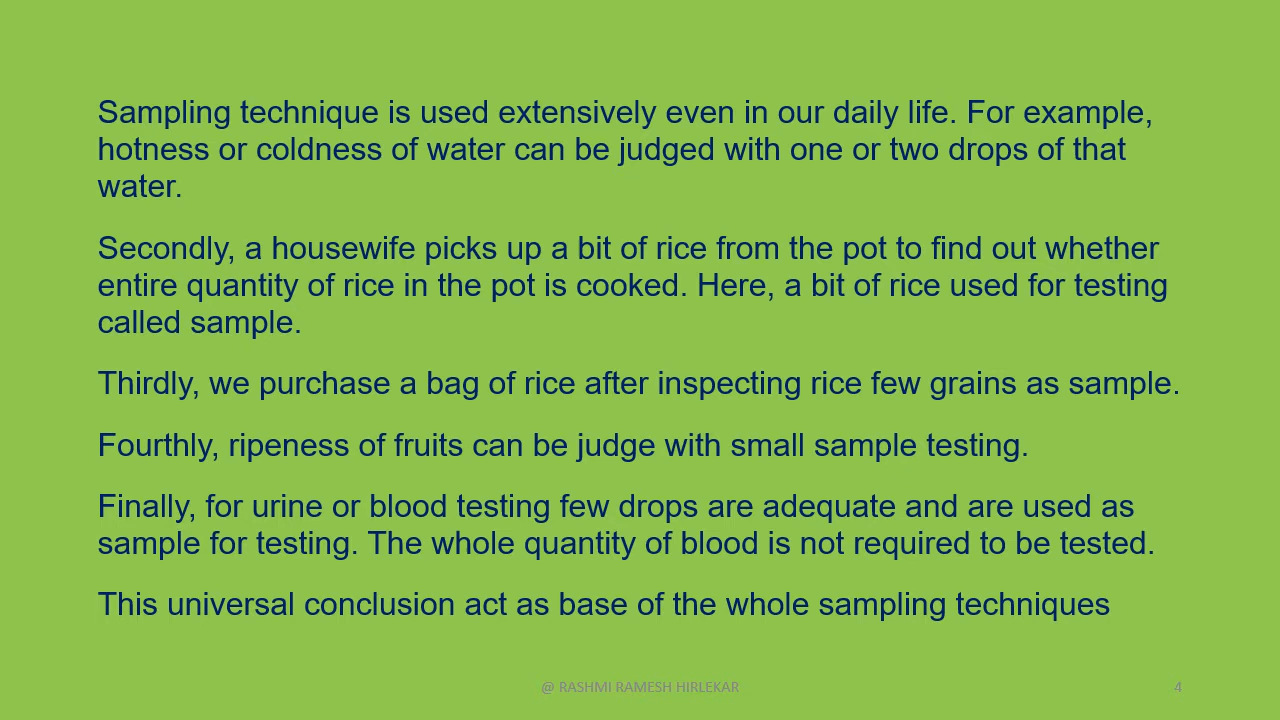 Sampling technique is used extensively even in our daily life. For example,
hotness or coldness of water can be judged with one or two drops of that
water.
Secondly, a housewife picks up a bit of rice from the pot to find out whether
entire quantity of rice in the pot is cooked. Here, a bit of rice used for testing
called sample.
Thirdly, we purchase a bag of rice after inspecting rice few grains as sample.
Fourthly, ripeness of fruits can be judge with small sample testing.
Finally, for urine or blood testing few drops are adequate and are used as
sample for testing. The whole quantity of blood is not required to be tested.
This universal conclusion act as base of the whole sampling techniques
@ RASHMI RAMESH HIRLEKAR
4